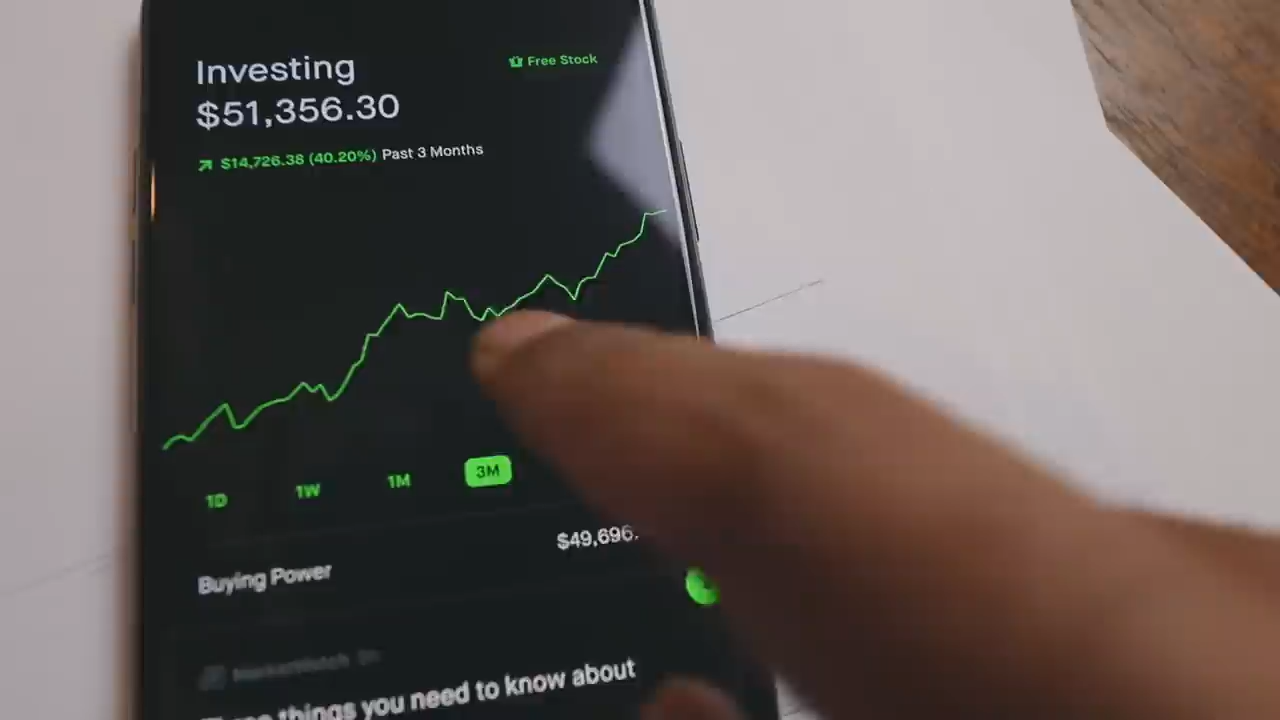 Investing
Free Stock
$51,356.30
$14,726.38 (40.20%) Past 3 Months
1D 1W 1M 3M
$49,696.
Buying Power
MarketWatch
things you need to know about